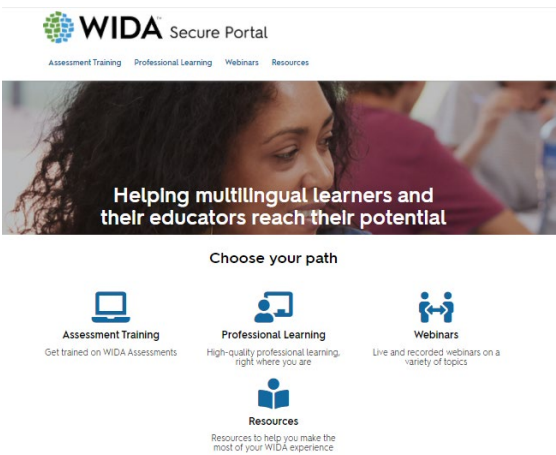 WIDA Secure Portal
Assessment Training Professional Learning Webinars Resources
Helping multilingual learners and
their educators reach their potential
Choose your path
Assessment Training
Get trained on WIDA Assessments
Professional Learning
High-quality professional learning,
right where you are
Webinars
Live and recorded webinars on a
variety of topics
Resources
Resources to help you make the
most of your WIDA experience